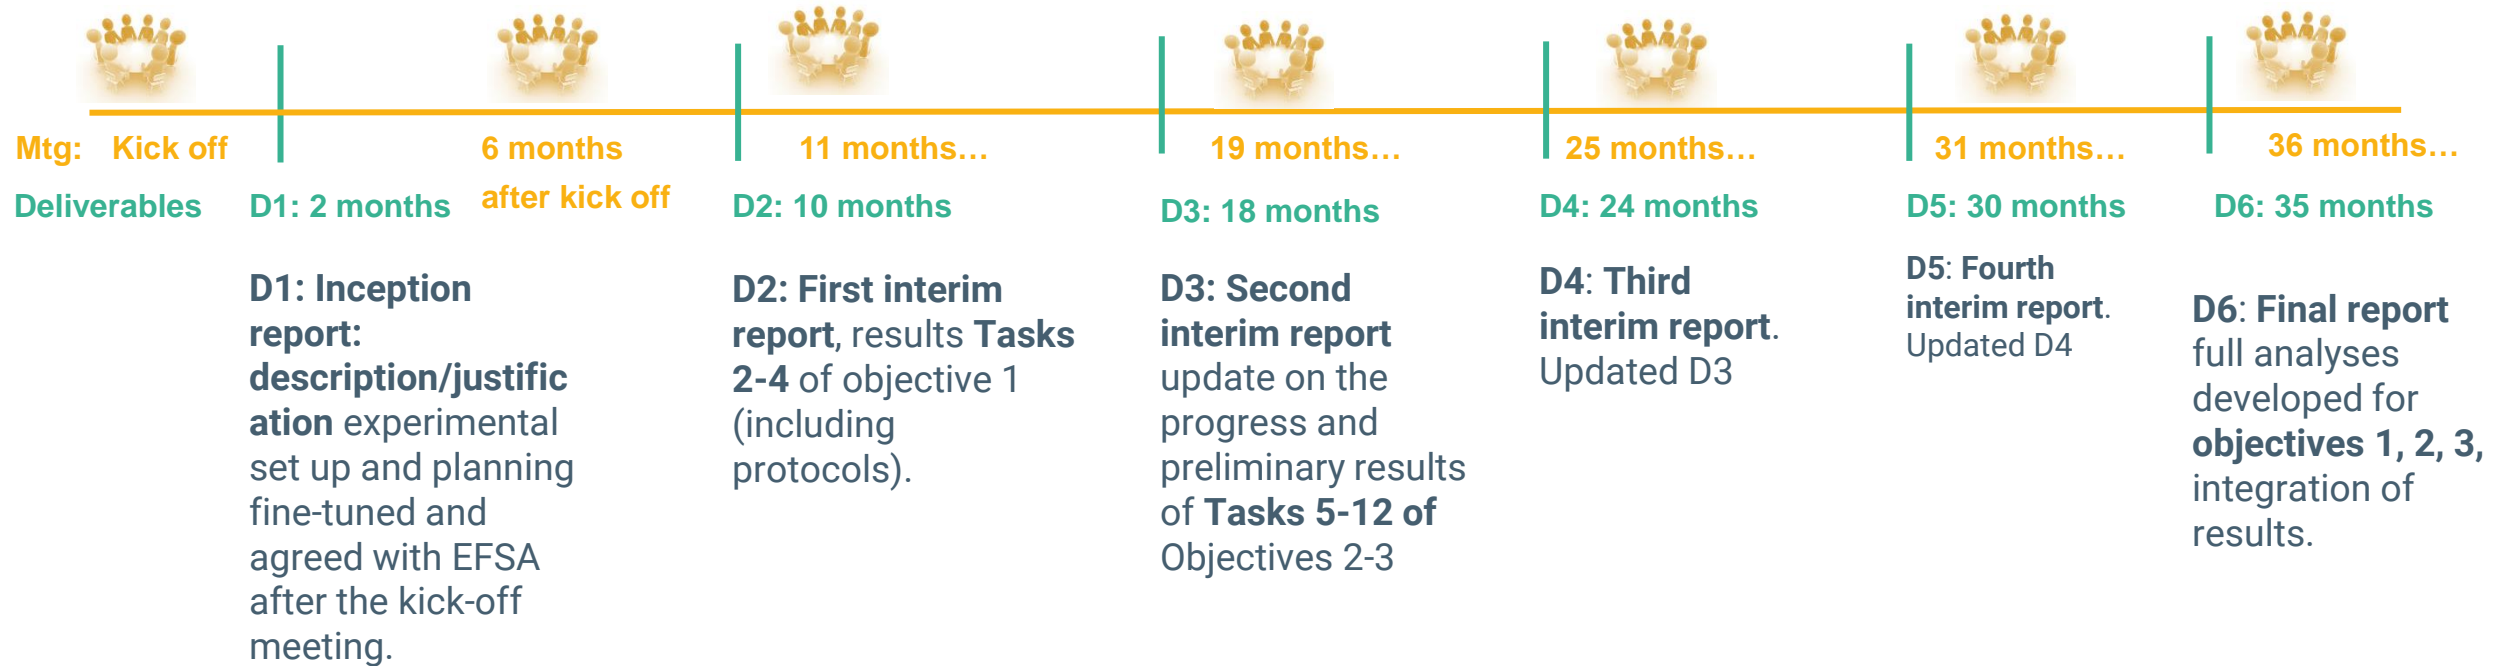 Mtg: Kick off
6 months
after kick off
11 months…
19 months…
25 months…
31 months…
36 months…
Deliverables
D1: 2 months
D2: 10 months
D3: 18 months
D4: 24 months
D5: 30 months
D6: 35 months
D1: Inception
report:
description/justific
ation experimental
set up and planning
fine-tuned and
agreed with EFSA
after the kick-off
meeting.
D2: First interim
report, results Tasks
2-4 of objective 1
(including
protocols).
D3: Second
interim report
update on the
progress and
preliminary results
of Tasks 5-12 of
Objectives 2-3
D4: Third
interim report.
Updated D3
D5: Fourth
interim report.
Updated D4
D6: Final report
full analyses
developed for
objectives 1, 2, 3,
integration of
results.